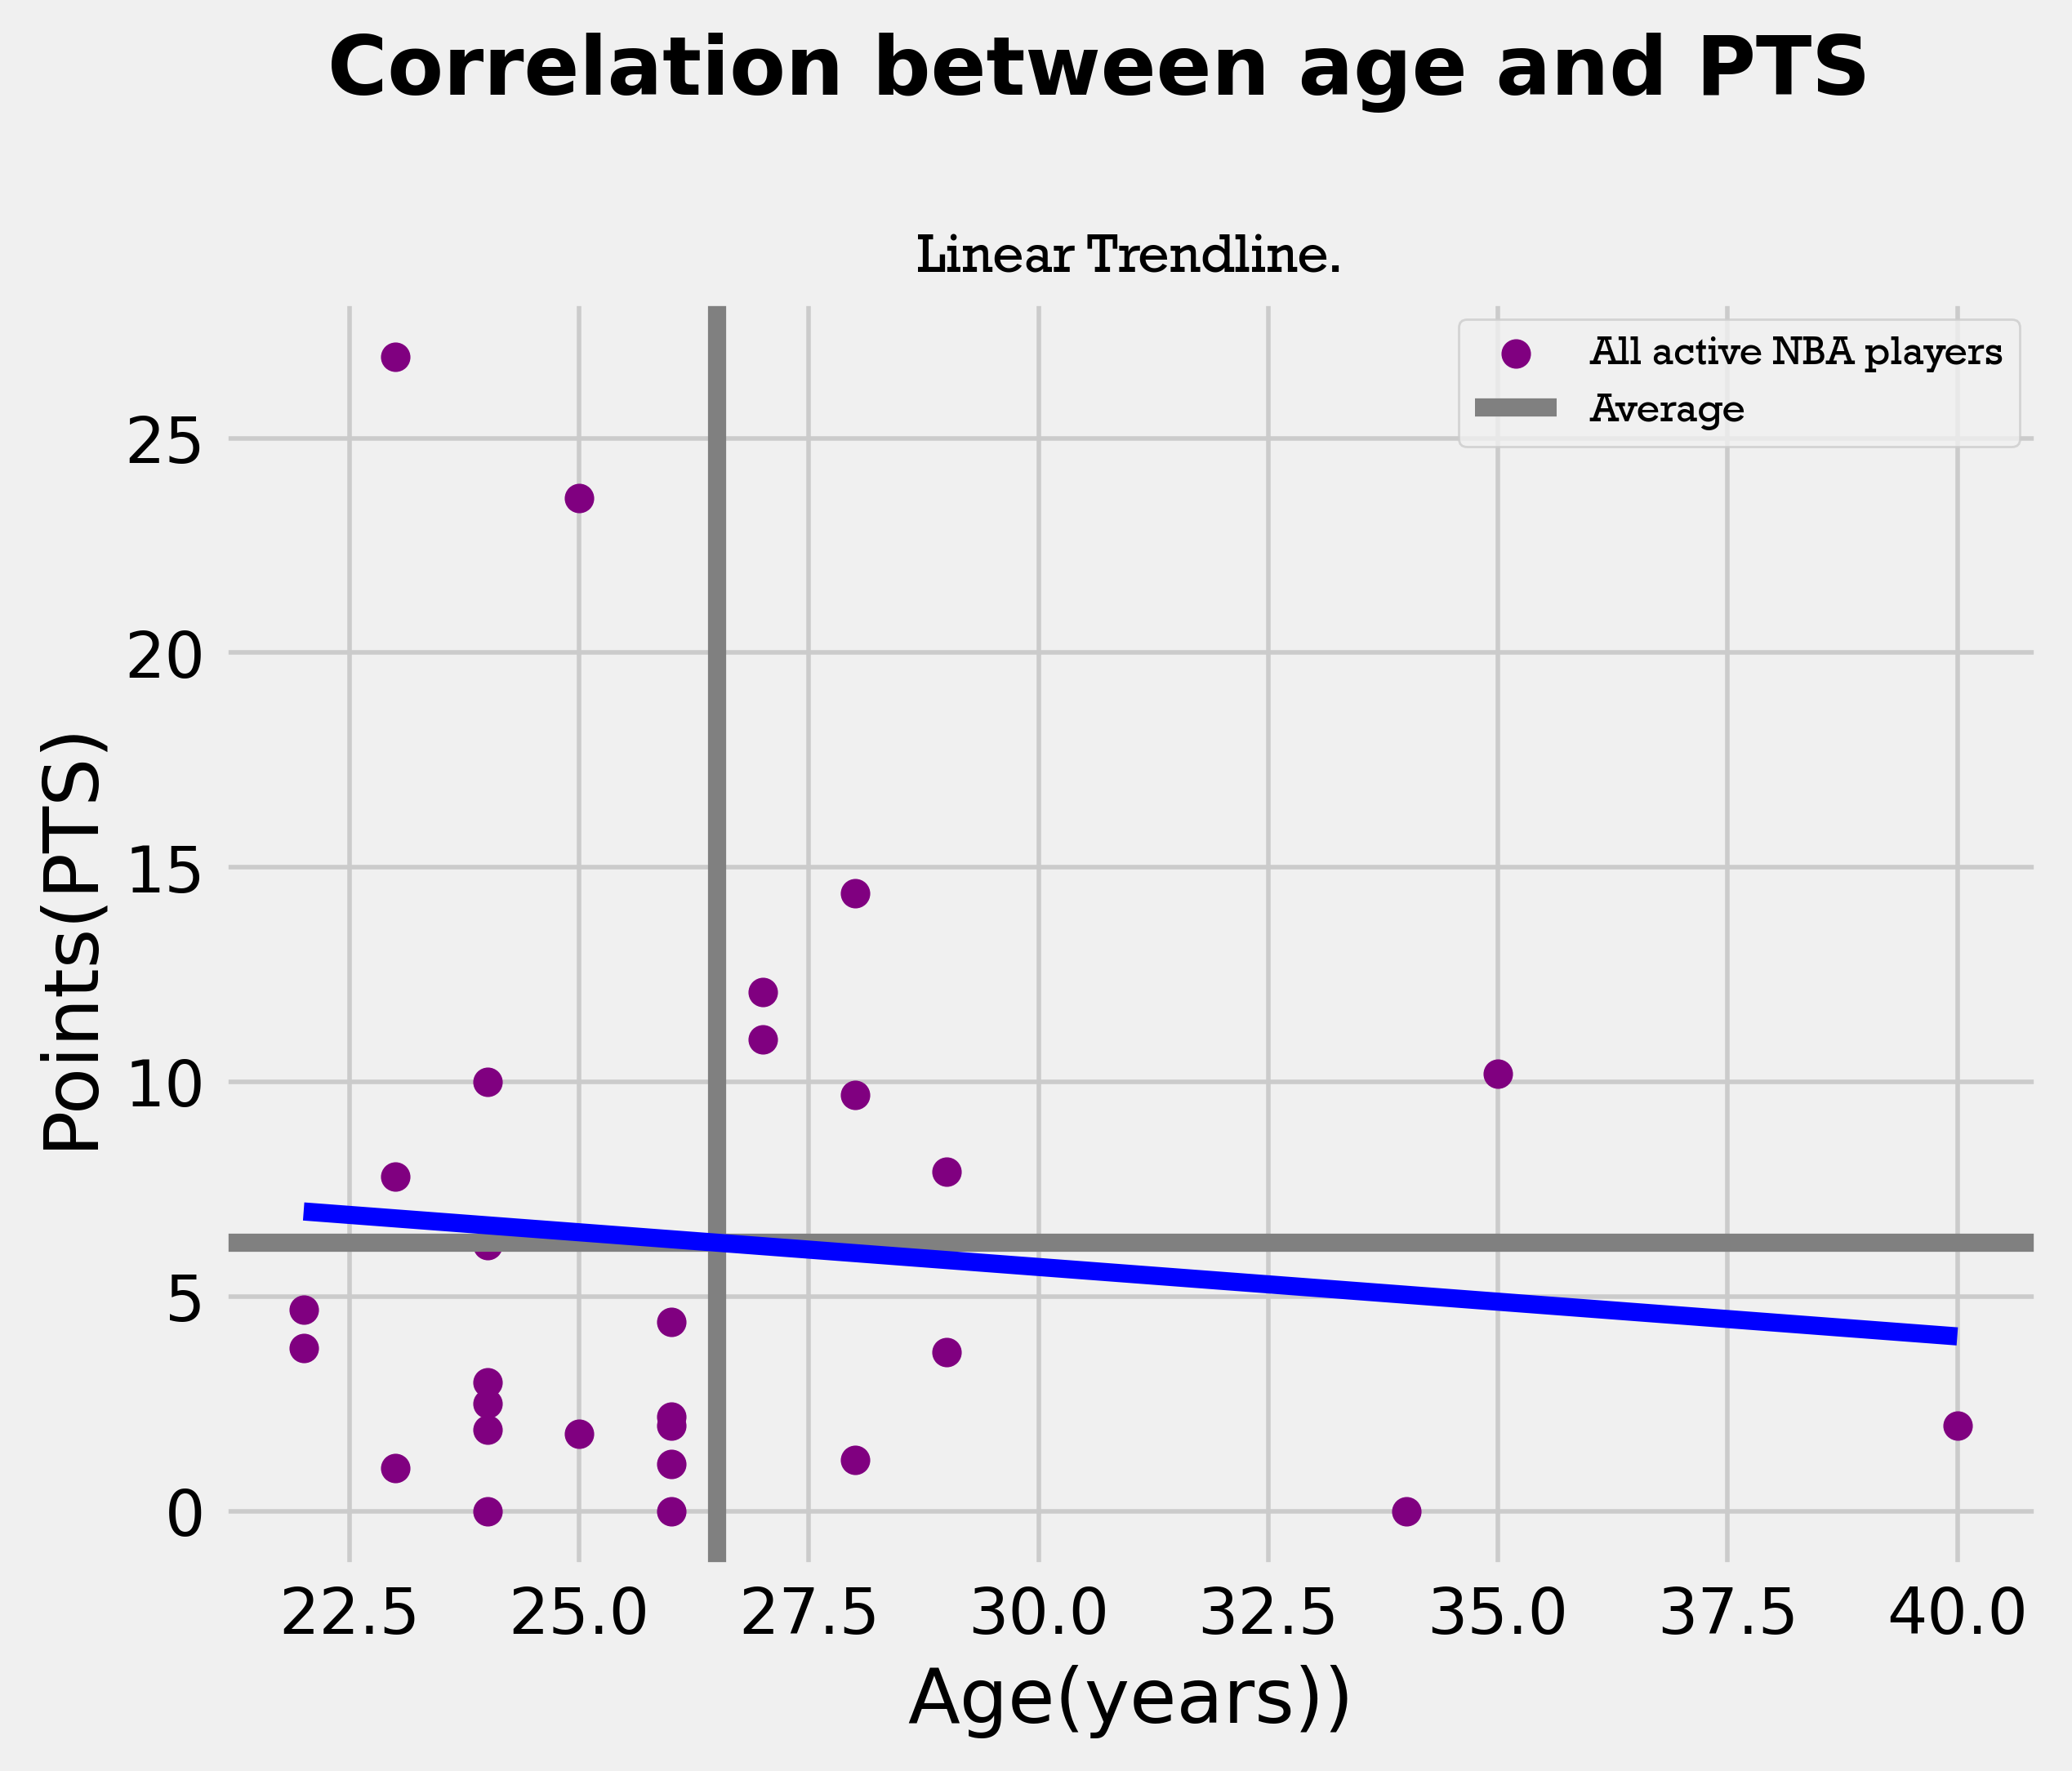 Correlation between age and PTS
Linear Trendline.
All active NBA players
Average
Points(PTS)
25
20
15
10
5
0
22.5 25.0 27.5 30.0 32.5 35.0 37.5 40.0
Age(years))